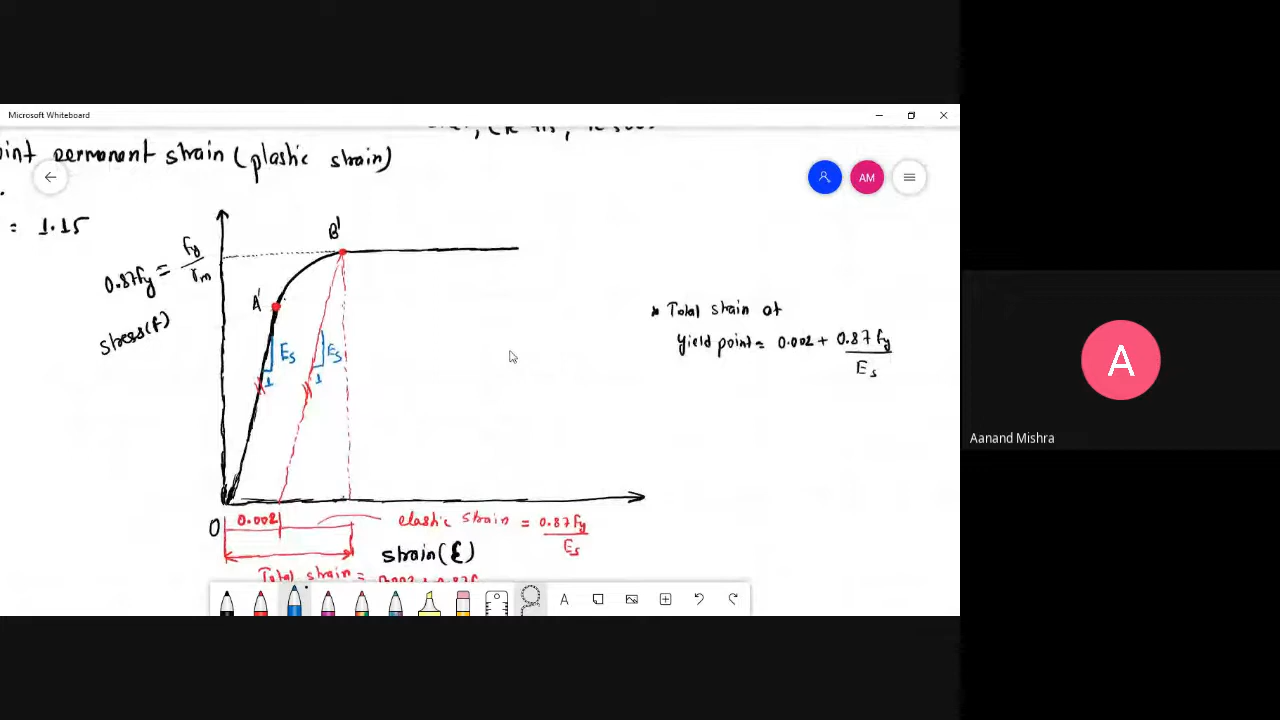 Microsoft Whiteboard
permanent strain (plastic strain)
= 1.15
AM
B'
0.87fy = fy
γm
A'
stress(f)
Es
1
Es
1
* Total strain at
yield point = 0.002 + 0.87 fy
Es
A
Aanand Mishra
O
0.002
elastic strain = 0.87fy
Es
strain(ε)
Total strain =
A